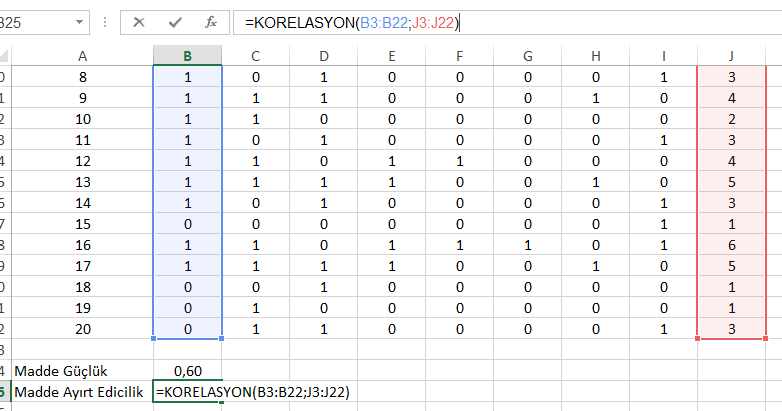 B25 fx =KORELASYON(B3:B22;J3:J22)
A B C D E F G H I J
0 8 1 0 1 0 0 0 0 1 3
1 9 1 1 1 0 0 0 1 0 4
2 10 1 1 0 0 0 0 0 0 2
3 11 1 0 1 0 0 0 0 1 3
4 12 1 1 0 1 1 0 0 0 4
5 13 1 1 1 1 0 0 1 0 5
6 14 1 0 1 0 0 0 0 1 3
7 15 0 0 0 0 0 0 0 1 1
8 16 1 1 0 1 1 1 0 1 6
9 17 1 1 1 1 0 0 1 0 5
0 18 0 0 1 0 0 0 0 0 1
1 19 0 1 0 0 0 0 0 0 1
2 20 0 1 1 0 0 0 0 1 3
3
4 Madde Güçlük 0,60
5 Madde Ayırt Edicilik =KORELASYON(B3:B22;J3:J22)